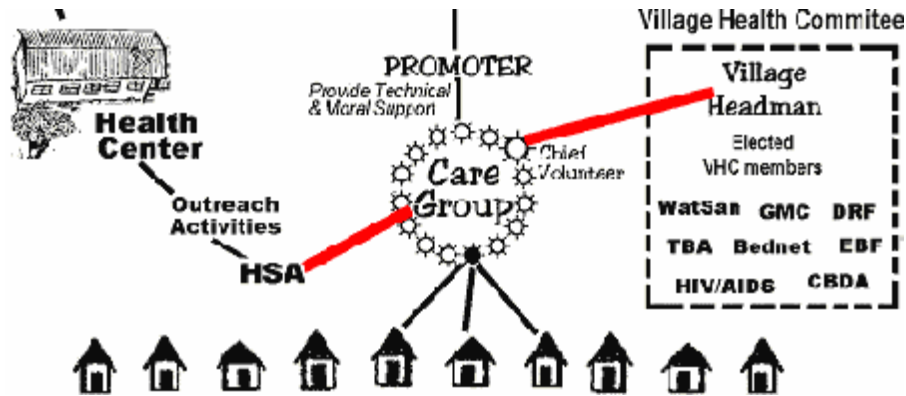 Village Health Commitee
PROMOTER
Provide Technical
& Moral Support
Village
Headman
Health
Center
Chief
Volunteer
Elected
VHC members
Care
Group
Outreach
Activities
WatSan GMC DRF
TBA Bednet EBF
HSA
HIV/AIDS CBDA